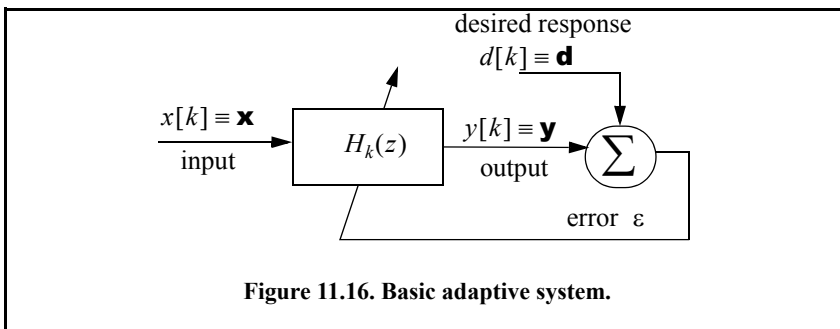 desired response
d[k] ≡ d
x[k] ≡ x
input
H_k(z)
y[k] ≡ y
output
Σ
error ε
Figure 11.16. Basic adaptive system.